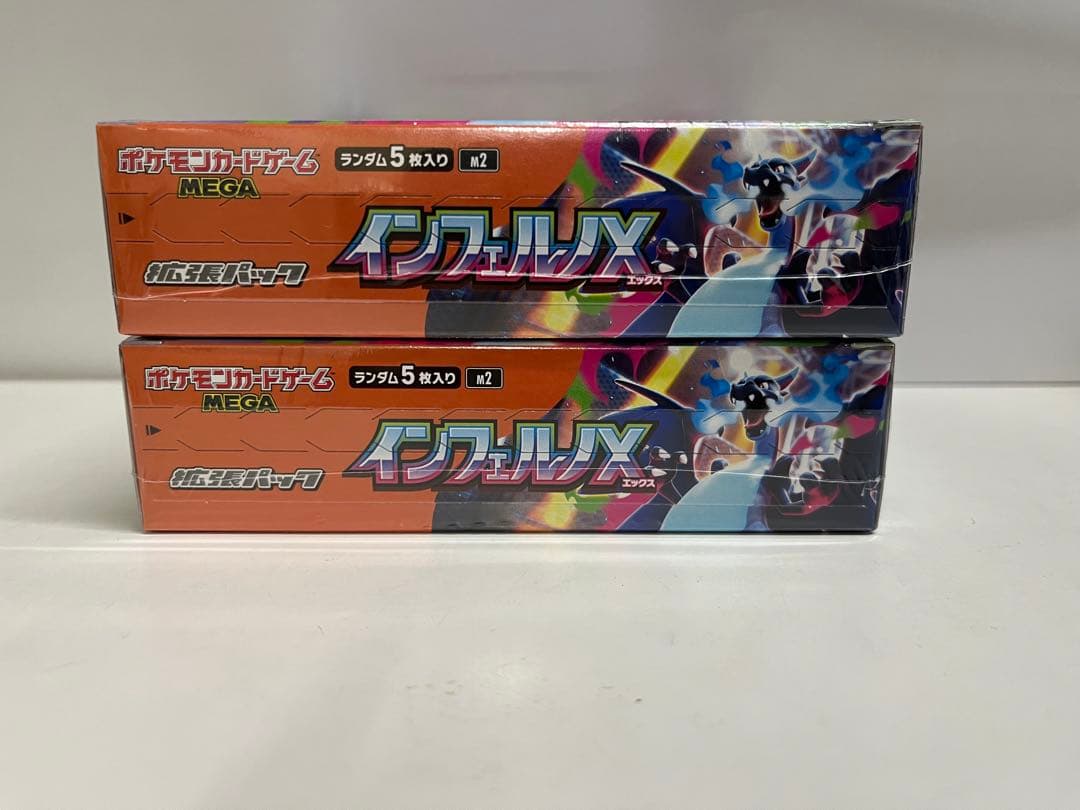 ポケモンカードゲーム
MEGA
ランダム5枚入り
M2
インフェルノX
エックス
拡張パック
ポケモンカードゲーム
MEGA
ランダム5枚入り
M2
インフェルノX
エックス
拡張パック